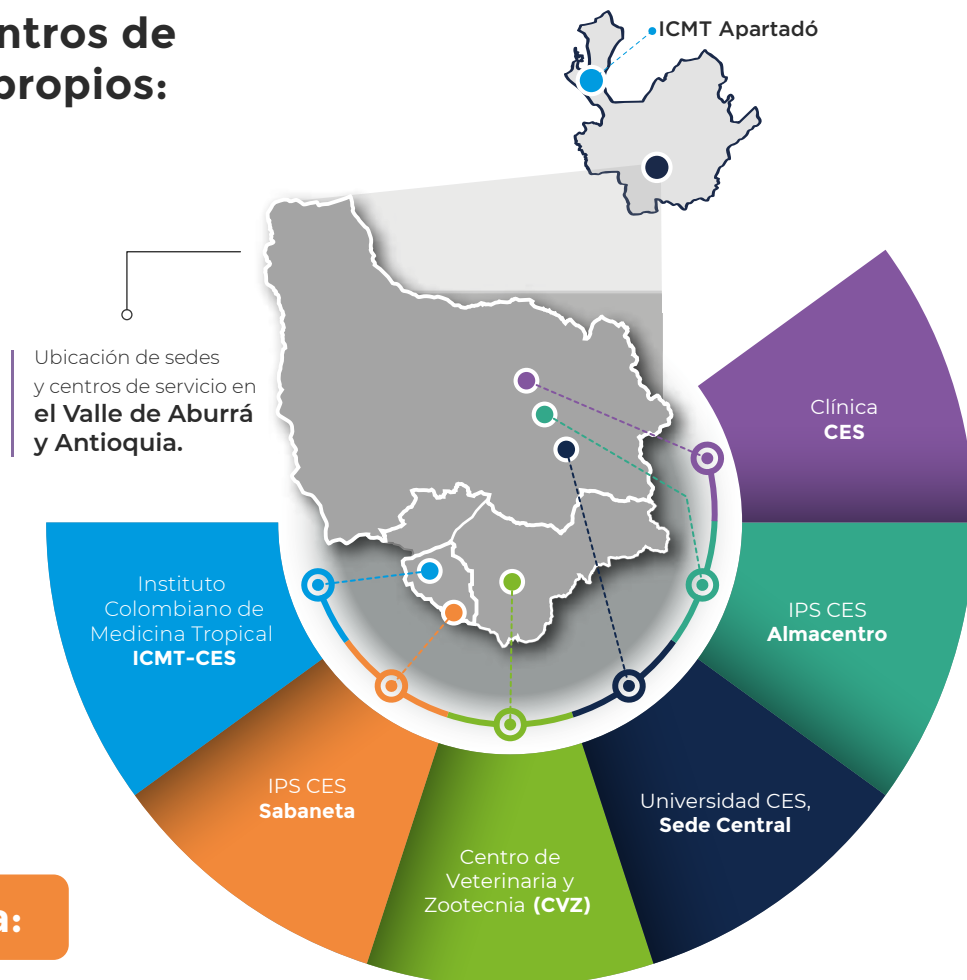 ntros de
propios:
ICMT Apartadó
Ubicación de sedes
y centros de servicio en
el Valle de Aburrá
y Antioquia.
Clínica
CES
IPS CES
Almacentro
Universidad CES,
Sede Central
Centro de
Veterinaria y
Zootecnia (CVZ)
IPS CES
Sabaneta
Instituto
Colombiano de
Medicina Tropical
ICMT-CES
a: